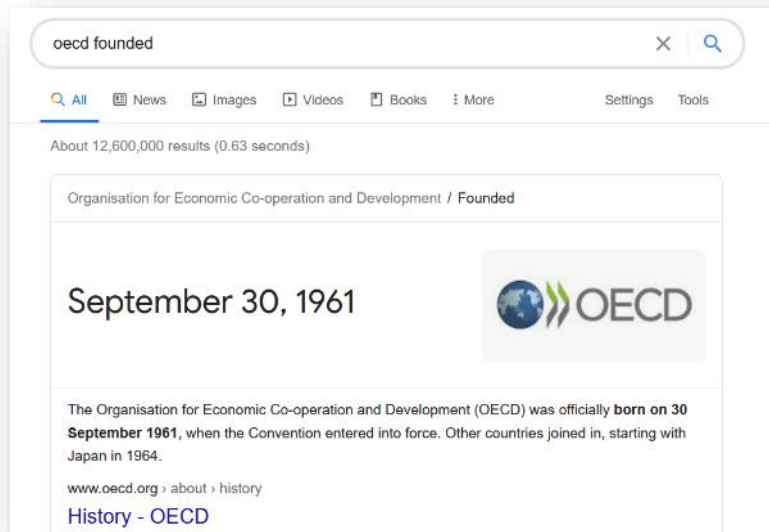 oecd founded
All News Images Videos Books More Settings Tools
About 12,600,000 results (0.63 seconds)
Organisation for Economic Co-operation and Development / Founded
September 30, 1961
OECD
The Organisation for Economic Co-operation and Development (OECD) was officially born on 30
September 1961, when the Convention entered into force. Other countries joined in, starting with
Japan in 1964.
www.oecd.org › about › history
History - OECD